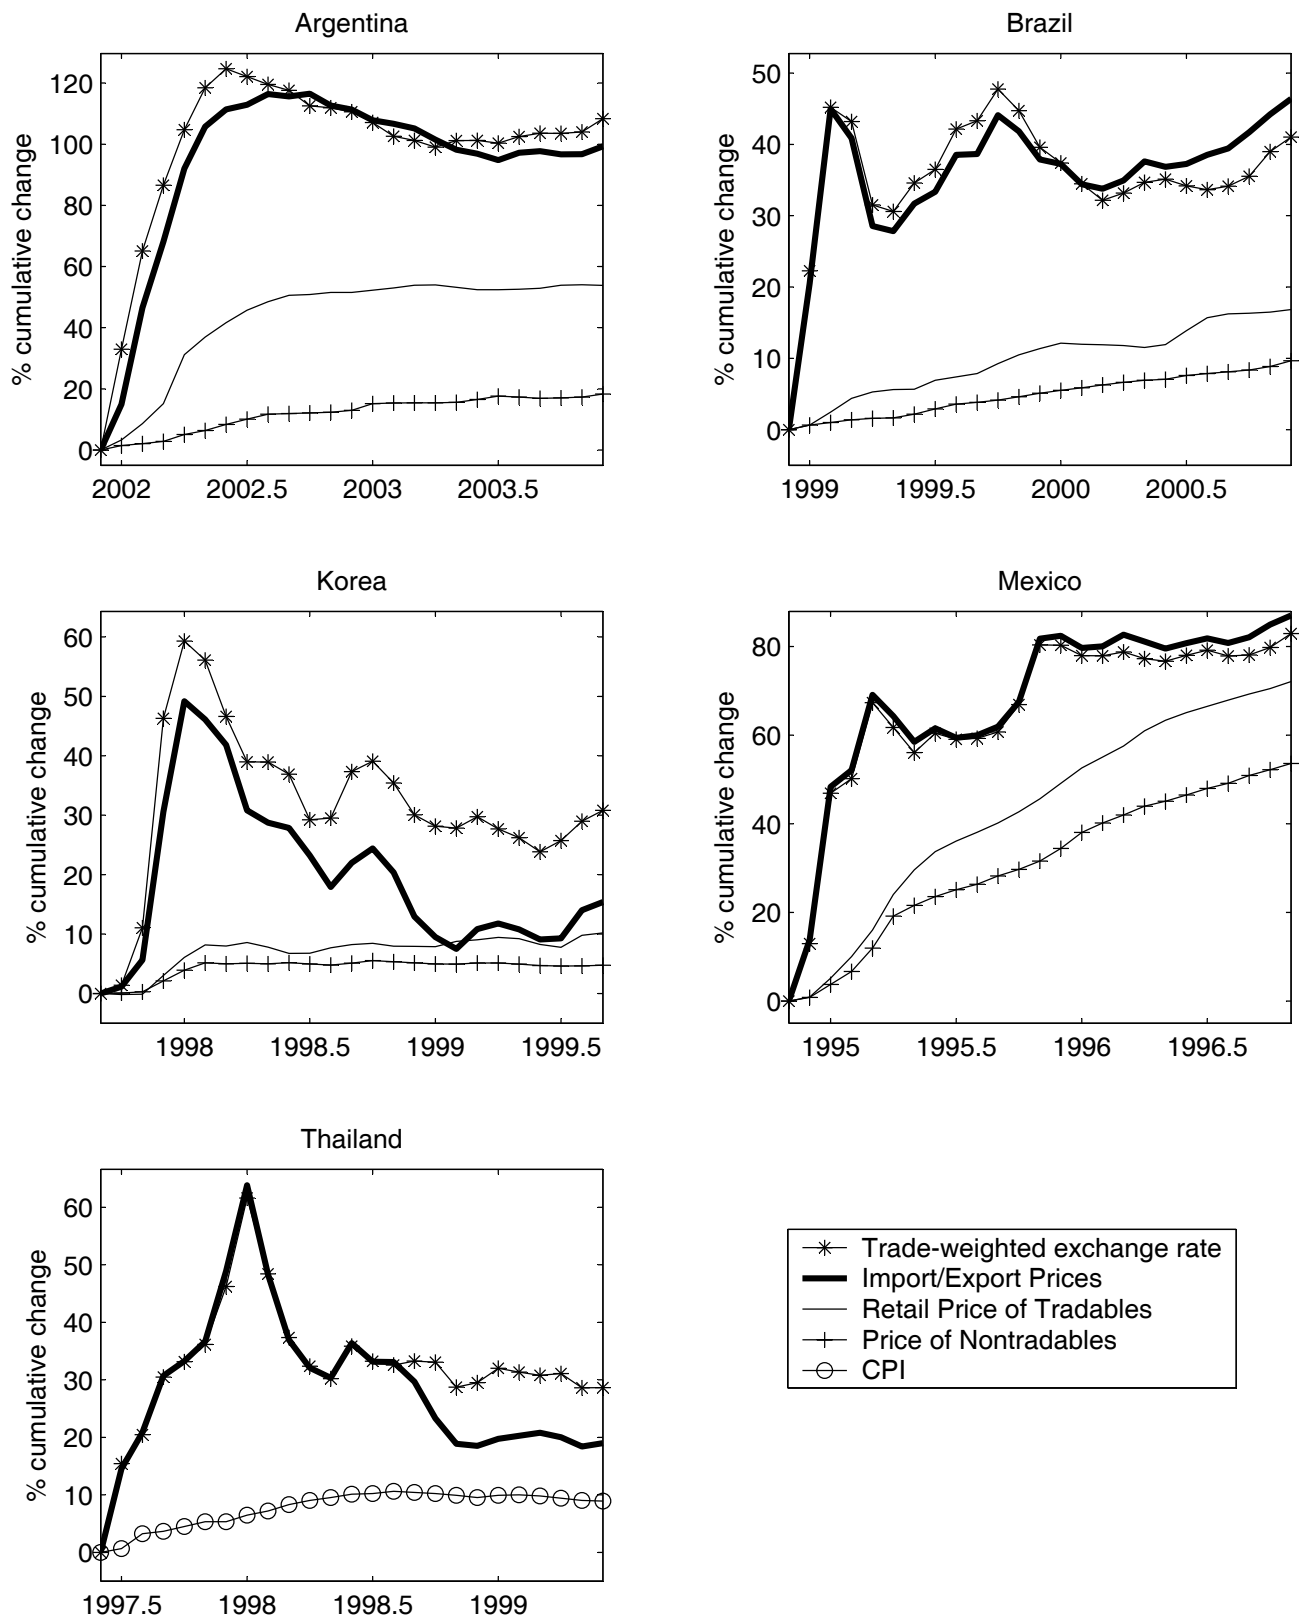 Argentina
% cumulative change
120
100
80
60
40
20
0
2002 2002.5 2003 2003.5
Brazil
% cumulative change
50
40
30
20
10
0
1999 1999.5 2000 2000.5
Korea
% cumulative change
60
50
40
30
20
10
0
1998 1998.5 1999 1999.5
Mexico
% cumulative change
80
60
40
20
0
1995 1995.5 1996 1996.5
Thailand
% cumulative change
60
50
40
30
20
10
0
1997.5 1998 1998.5 1999
Trade-weighted exchange rate
Import/Export Prices
Retail Price of Tradables
Price of Nontradables
CPI